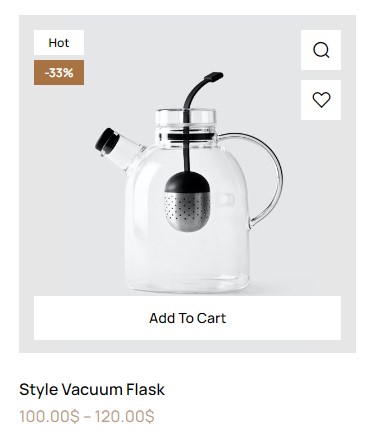 Hot
-33%
Add To Cart
Style Vacuum Flask
100.00$ – 120.00$